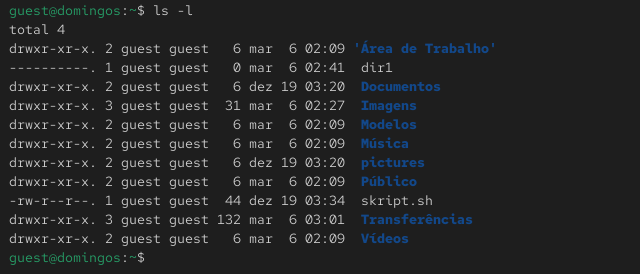 guest@domingos:~$ ls -l
total 4
drwxr-xr-x. 2 guest guest   6 mar  6 02:09 'Área de Trabalho'
----------. 1 guest guest   0 mar  6 02:41  dir1
drwxr-xr-x. 2 guest guest   6 dez 19 03:20  Documentos
drwxr-xr-x. 3 guest guest  31 mar  6 02:27  Imagens
drwxr-xr-x. 2 guest guest   6 mar  6 02:09  Modelos
drwxr-xr-x. 2 guest guest   6 mar  6 02:09  Música
drwxr-xr-x. 2 guest guest   6 dez 19 03:20  pictures
drwxr-xr-x. 2 guest guest   6 mar  6 02:09  Público
-rw-r--r--. 1 guest guest  44 dez 19 03:34  skript.sh
drwxr-xr-x. 3 guest guest 132 mar  6 03:01  Transferências
drwxr-xr-x. 2 guest guest   6 mar  6 02:09  Vídeos
guest@domingos:~$